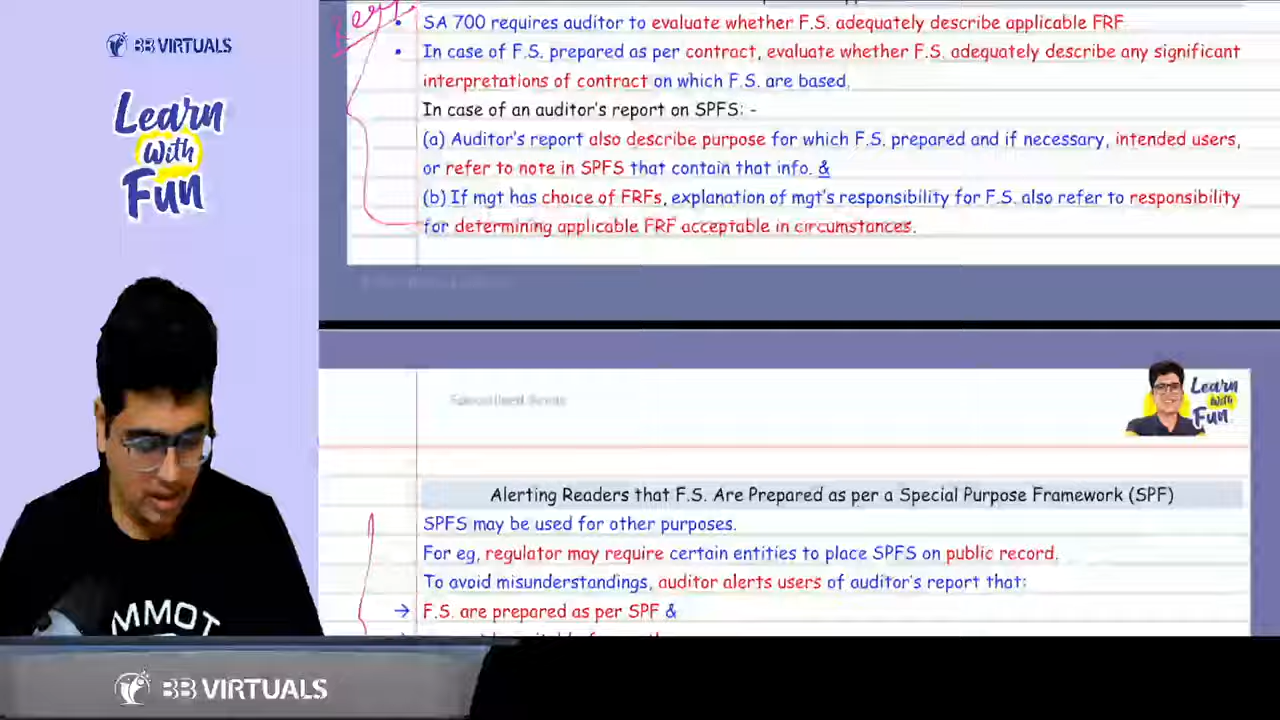 BB VIRTUALS
Learn
With
Fun
• SA 700 requires auditor to evaluate whether F.S. adequately describe applicable FRF.
• In case of F.S. prepared as per contract, evaluate whether F.S. adequately describe any significant
interpretations of contract on which F.S. are based.
In case of an auditor's report on SPFS: -
(a) Auditor's report also describe purpose for which F.S. prepared and if necessary, intended users,
or refer to note in SPFS that contain that info. &
(b) If mgt has choice of FRFs, explanation of mgt's responsibility for F.S. also refer to responsibility
for determining applicable FRF acceptable in circumstances.
Learn
With
Fun
Alerting Readers that F.S. Are Prepared as per a Special Purpose Framework (SPF)
SPFS may be used for other purposes.
For eg, regulator may require certain entities to place SPFS on public record.
To avoid misunderstandings, auditor alerts users of auditor's report that:
→ F.S. are prepared as per SPF &
MMOT
BB VIRTUALS